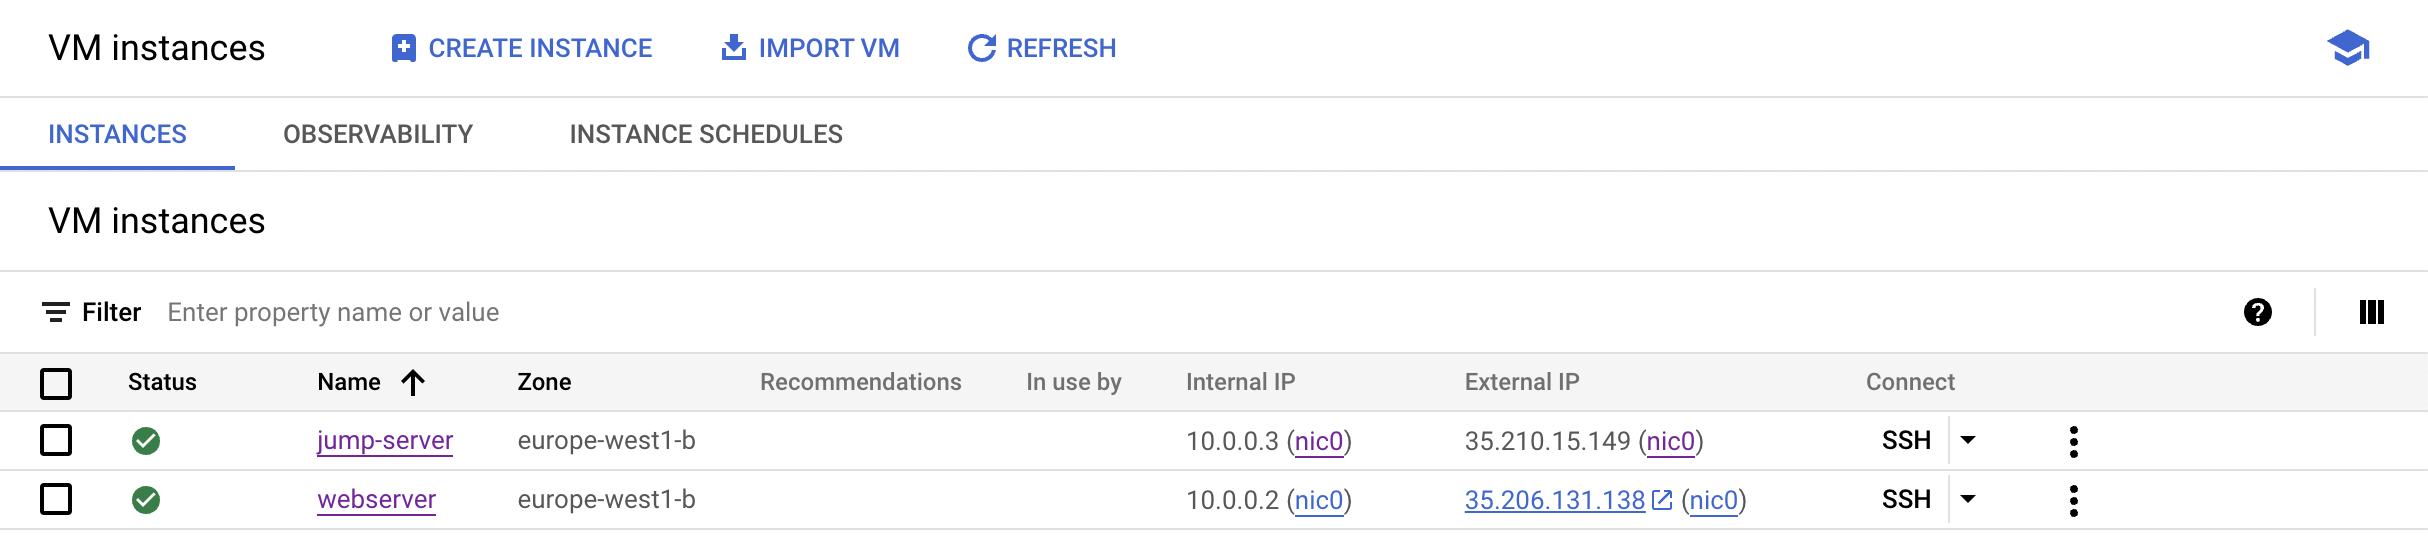 VM instances CREATE INSTANCE IMPORT VM REFRESH
INSTANCES OBSERVABILITY INSTANCE SCHEDULES
VM instances
Filter Enter property name or value
Status Name Zone Recommendations In use by Internal IP External IP Connect
jump-server europe-west1-b 10.0.0.3 (nic0) 35.210.15.149 (nic0) SSH
webserver europe-west1-b 10.0.0.2 (nic0) 35.206.131.138 (nic0) SSH